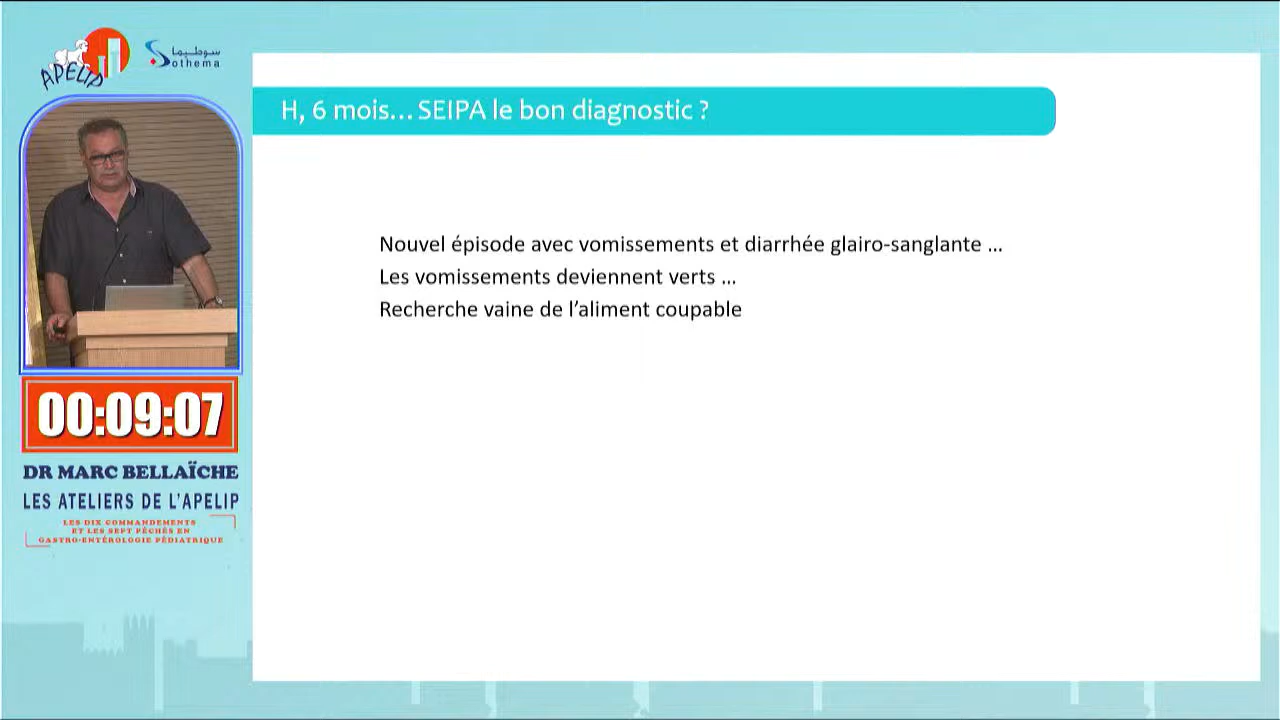 APELIP
سوطيما
Sothema
H, 6 mois... SEIPA le bon diagnostic ?
Nouvel épisode avec vomissements et diarrhée glairo-sanglante ...
Les vomissements deviennent verts ...
Recherche vaine de l'aliment coupable
00:09:07
DR MARC BELLAÏCHE
LES ATELIERS DE L'APELIP
LES DIX COMMANDEMENTS
ET LES SEPT PÉCHÉS EN
GASTRO-ENTÉROLOGIE PÉDIATRIQUE